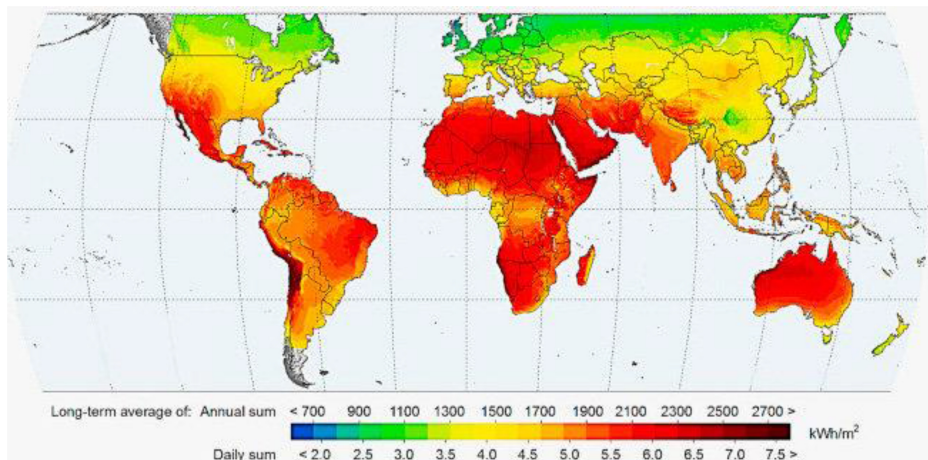 Long-term average of: Annual sum < 700 900 1100 1300 1500 1700 1900 2100 2300 2500 2700 >
kWh/m²
Daily sum < 2.0 2.5 3.0 3.5 4.0 4.5 5.0 5.5 6.0 6.5 7.0 7.5 >